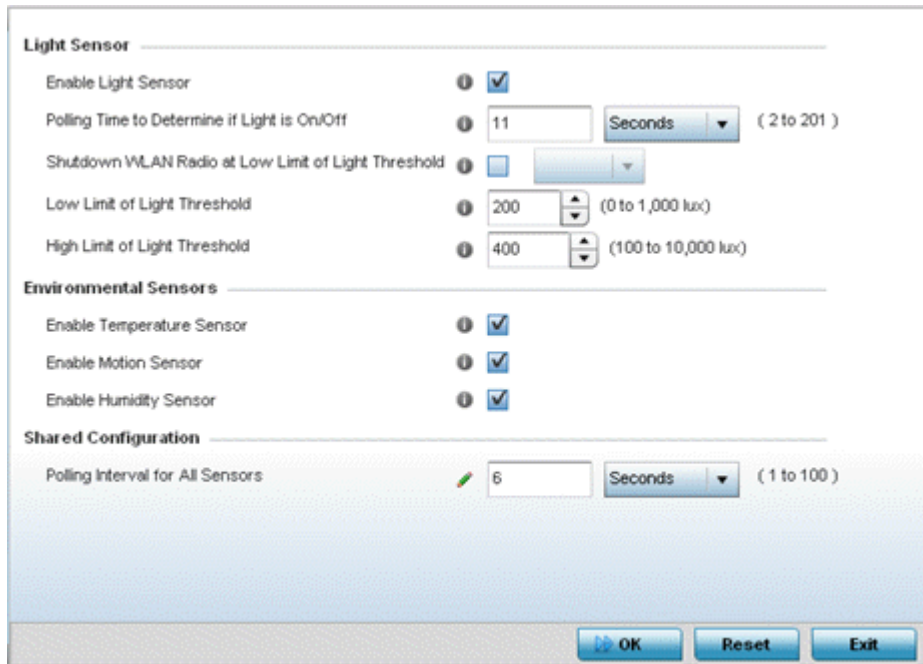 Light Sensor
Enable Light Sensor
Polling Time to Determine if Light is On/Off 11 Seconds ( 2 to 201 )
Shutdown WLAN Radio at Low Limit of Light Threshold
Low Limit of Light Threshold 200 (0 to 1,000 lux)
High Limit of Light Threshold 400 (100 to 10,000 lux)
Environmental Sensors
Enable Temperature Sensor
Enable Motion Sensor
Enable Humidity Sensor
Shared Configuration
Polling Interval for All Sensors 6 Seconds ( 1 to 100 )
OK Reset Exit